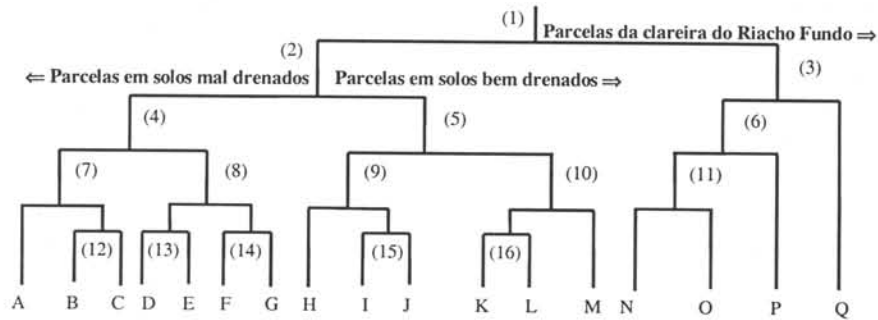 (1)
Parcelas da clareira do Riacho Fundo ⇒
(2)
(3)
⇐ Parcelas em solos mal drenados Parcelas em solos bem drenados ⇒
(4) (5) (6)
(7) (8) (9) (10) (11)
(12) (13) (14) (15) (16)
A B C D E F G H I J K L M N O P Q